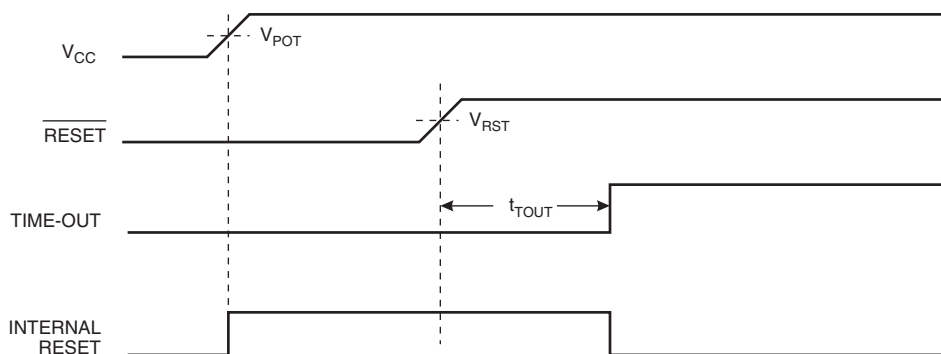 V_CC
V_POT
RESET
V_RST
TIME-OUT
t_TOUT
INTERNAL
RESET